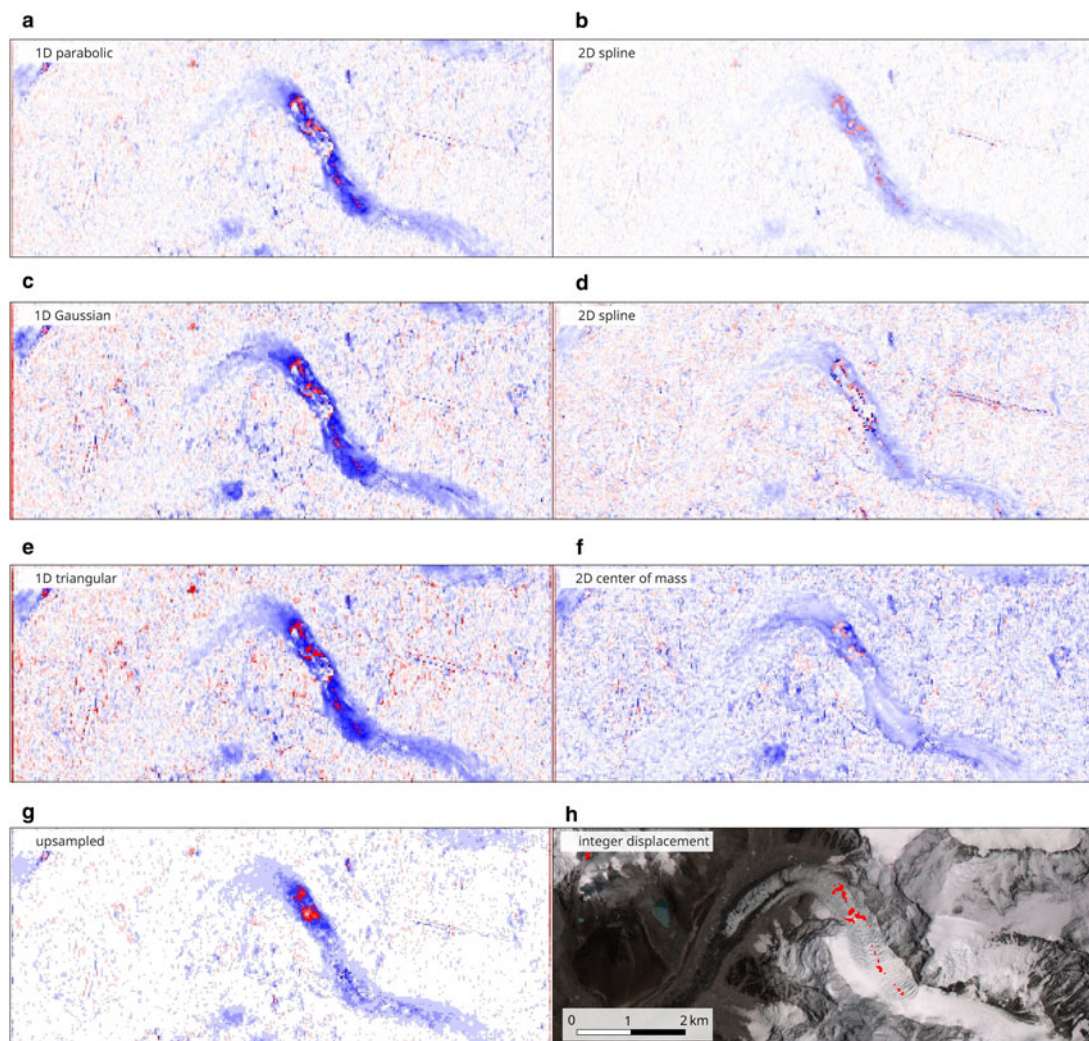 a
b
1D parabolic
2D spline
c
d
1D Gaussian
2D spline
e
f
1D triangular
2D center of mass
g
h
upsampled
integer displacement
0 1 2 km